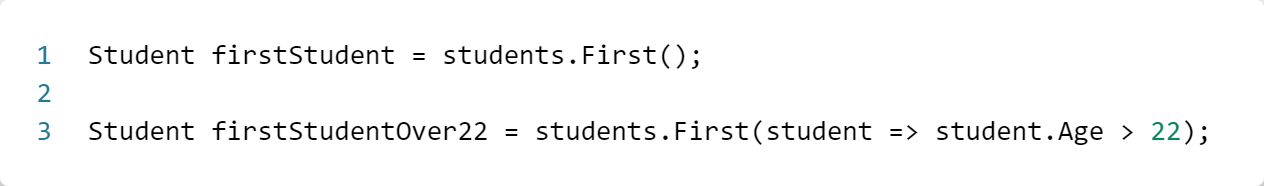 1 Student firstStudent = students.First();
2
3 Student firstStudentOver22 = students.First(student => student.Age > 22);